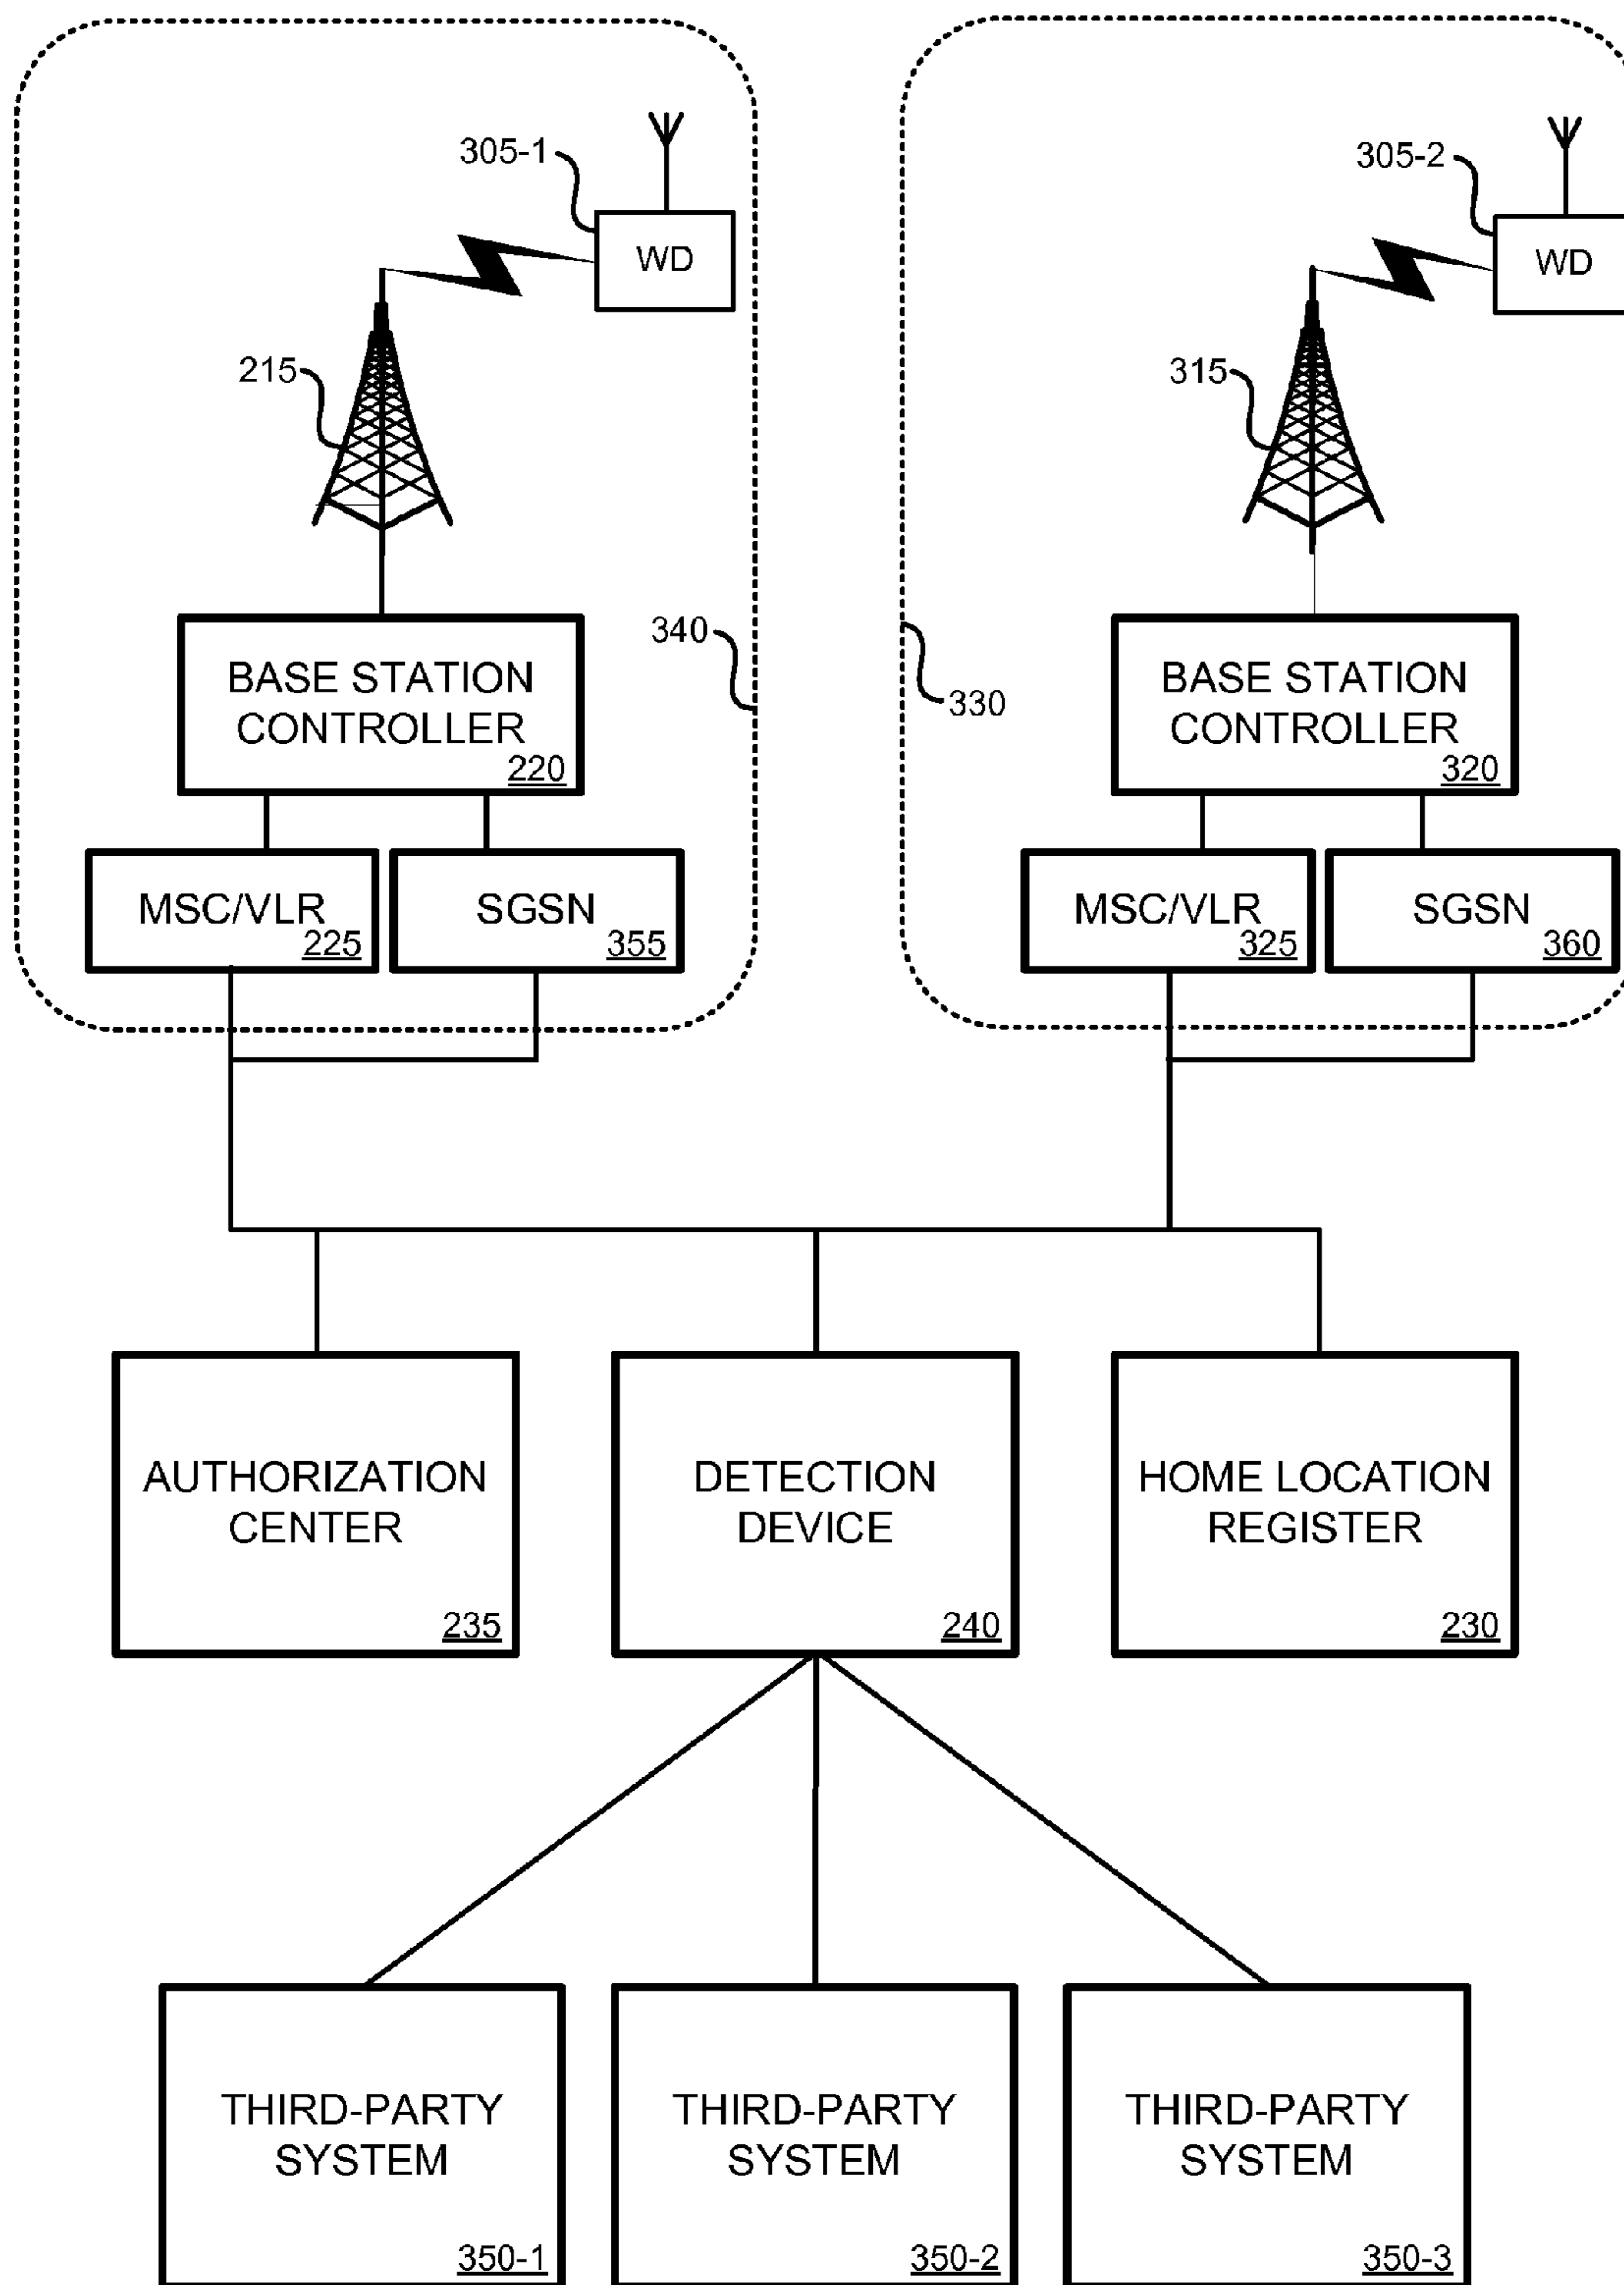 305-1
WD
215
340
BASE STATION
CONTROLLER
220
MSC/VLR
225
SGSN
355
305-2
WD
315
330
BASE STATION
CONTROLLER
320
MSC/VLR
325
SGSN
360
AUTHORIZATION
CENTER
235
DETECTION
DEVICE
240
HOME LOCATION
REGISTER
230
THIRD-PARTY
SYSTEM
350-1
THIRD-PARTY
SYSTEM
350-2
THIRD-PARTY
SYSTEM
350-3